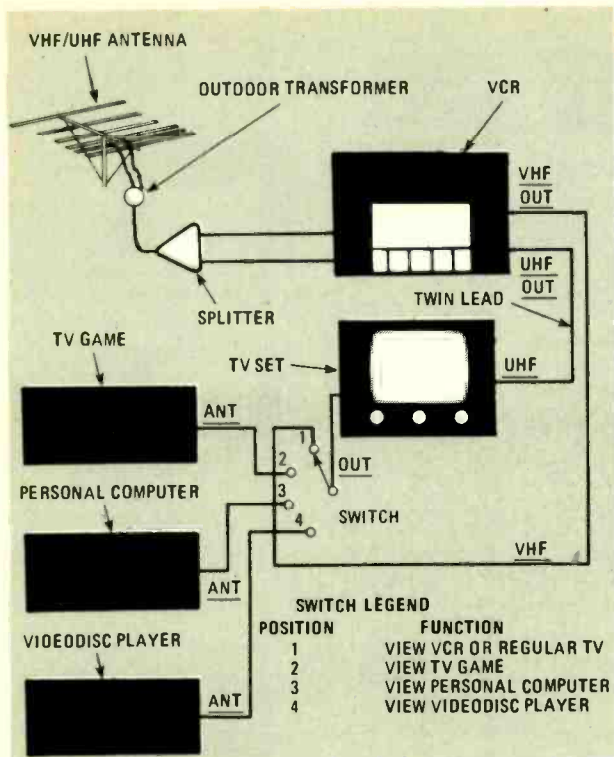 VHF/UHF ANTENNA
OUTDOOR TRANSFORMER
VCR
VHF
OUT
UHF
OUT
SPLITTER
TWIN LEAD
TV GAME
TV SET
UHF
ANT
1
OUT
2
PERSONAL COMPUTER
3
SWITCH
4
ANT
VHF
SWITCH LEGEND
POSITION FUNCTION
VIDEODISC PLAYER
1 VIEW VCR OR REGULAR TV
2 VIEW TV GAME
3 VIEW PERSONAL COMPUTER
ANT
4 VIEW VIDEODISC PLAYER